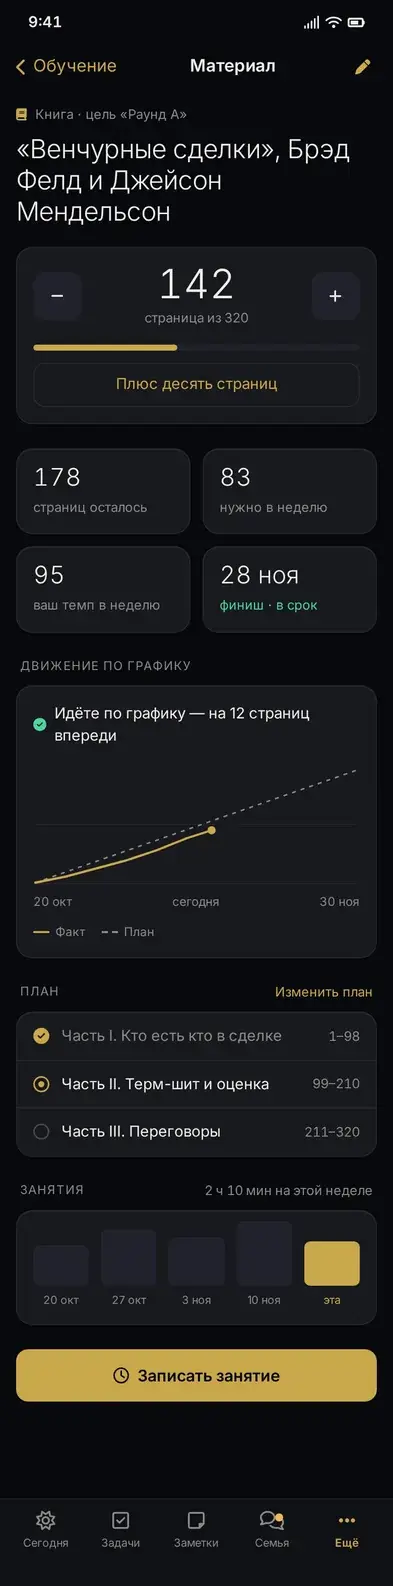 9:41
Обучение
Материал
Книга · цель «Раунд А»
«Венчурные сделки», Брэд
Фелд и Джейсон
Мендельсон
−
142
+
страница из 320
Плюс десять страниц
178
страниц осталось
83
нужно в неделю
95
ваш темп в неделю
28 ноя
финиш · в срок
ДВИЖЕНИЕ ПО ГРАФИКУ
Идёте по графику — на 12 страниц
впереди
20 окт
сегодня
30 ноя
Факт
План
ПЛАН
Изменить план
Часть I. Кто есть кто в сделке
1–98
Часть II. Терм-шит и оценка
99–210
Часть III. Переговоры
211–320
ЗАНЯТИЯ
2 ч 10 мин на этой неделе
20 окт
27 окт
3 ноя
10 ноя
эта
Записать занятие
Сегодня
Задачи
Заметки
Семья
Ещё